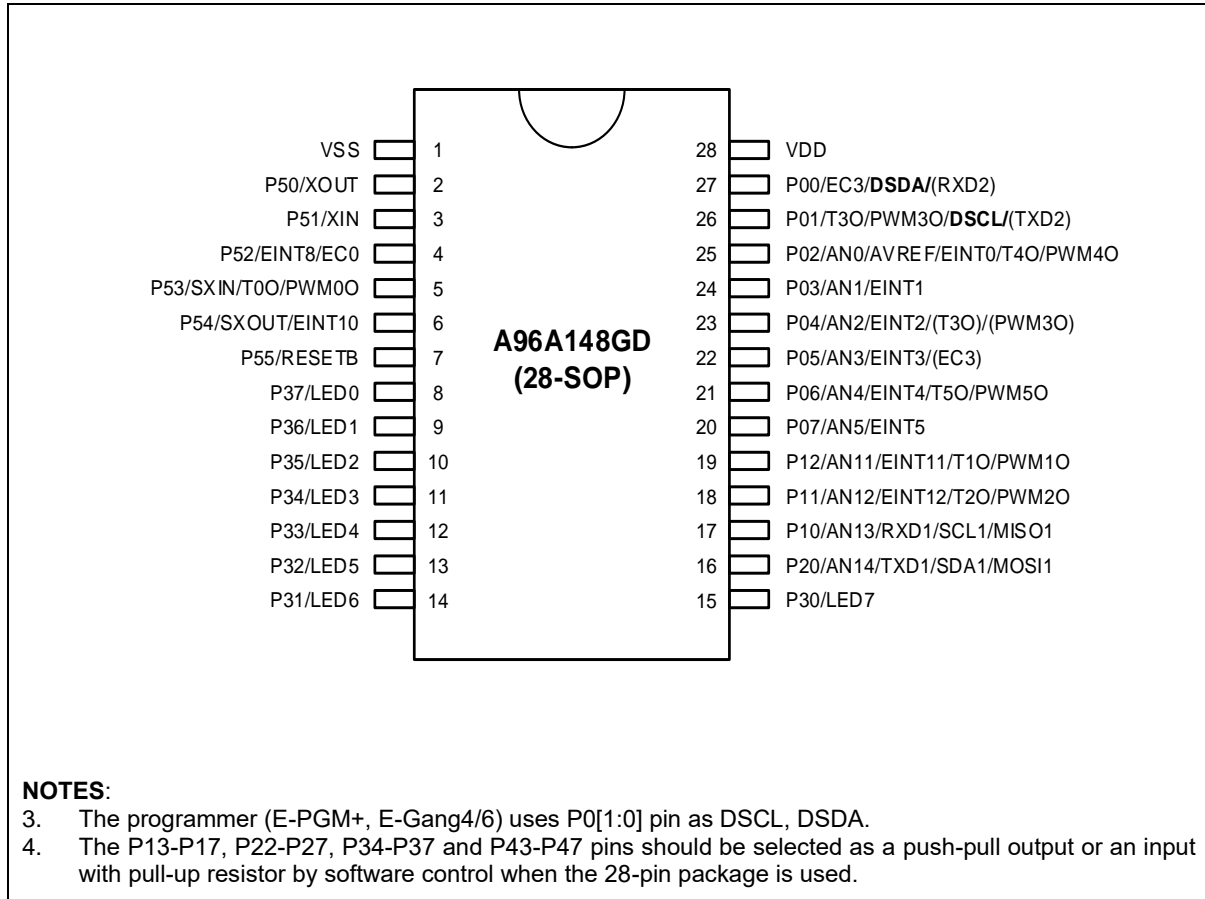 VSS 1 28 VDD
P50/XOUT 2 27 P00/EC3/DSDA/(RXD2)
P51/XIN 3 26 P01/T3O/PWM3O/DSCL/(TXD2)
P52/EINT8/EC0 4 25 P02/AN0/AVREF/EINT0/T4O/PWM4O
P53/SXIN/T0O/PWM0O 5 24 P03/AN1/EINT1
P54/SXOUT/EINT10 6 23 P04/AN2/EINT2/(T3O)/(PWM3O)
A96A148GD
P55/RESETB 7 22 P05/AN3/EINT3/(EC3)
(28-SOP)
P37/LED0 8 21 P06/AN4/EINT4/T5O/PWM5O
P36/LED1 9 20 P07/AN5/EINT5
P35/LED2 10 19 P12/AN11/EINT11/T1O/PWM1O
P34/LED3 11 18 P11/AN12/EINT12/T2O/PWM2O
P33/LED4 12 17 P10/AN13/RXD1/SCL1/MISO1
P32/LED5 13 16 P20/AN14/TXD1/SDA1/MOSI1
P31/LED6 14 15 P30/LED7
NOTES:
3. The programmer (E-PGM+, E-Gang4/6) uses P0[1:0] pin as DSCL, DSDA.
4. The P13-P17, P22-P27, P34-P37 and P43-P47 pins should be selected as a push-pull output or an input
with pull-up resistor by software control when the 28-pin package is used.